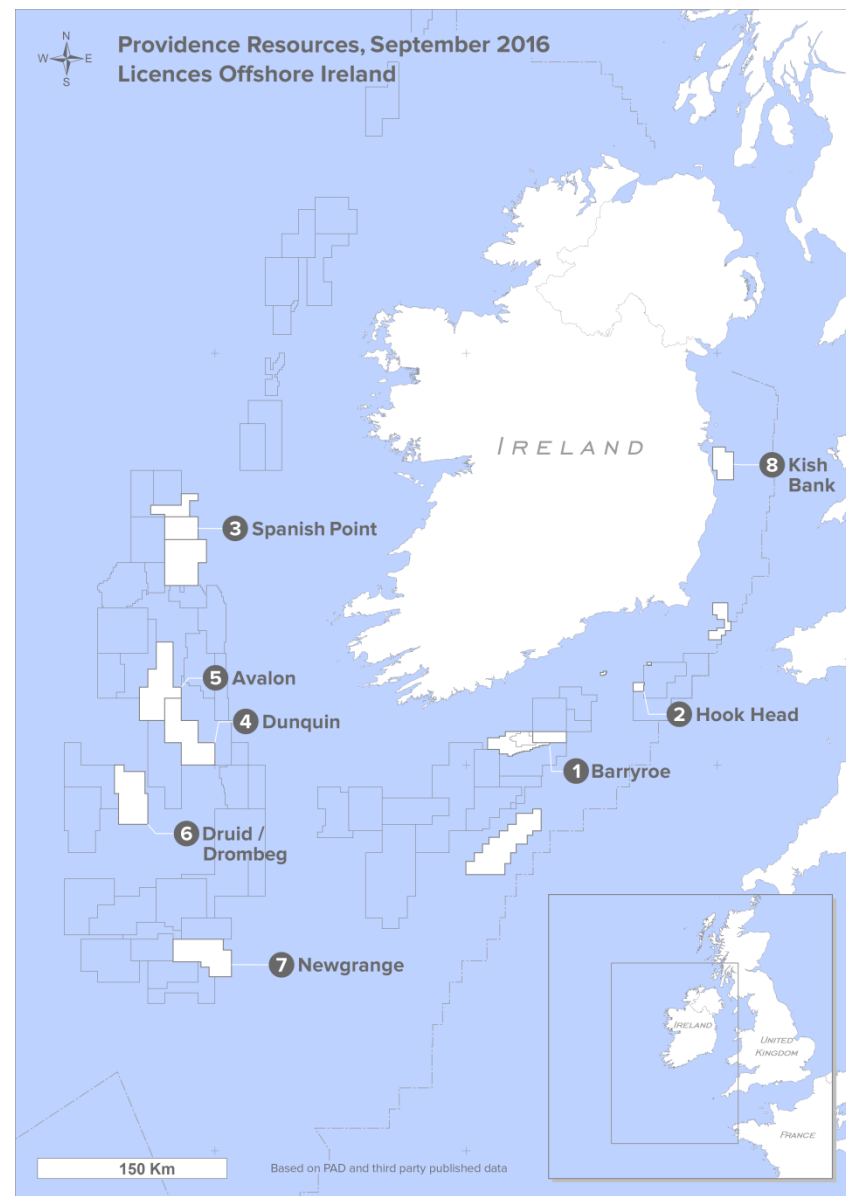 Providence Resources, September 2016
Licences Offshore Ireland
N
W E
S
IRELAND
8 Kish
Bank
3 Spanish Point
5 Avalon
4 Dunquin
2 Hook Head
1 Barryroe
6 Druid /
Drombeg
7 Newgrange
IRELAND
UNITED
KINGDOM
FRANCE
150 Km
Based on PAD and third party published data